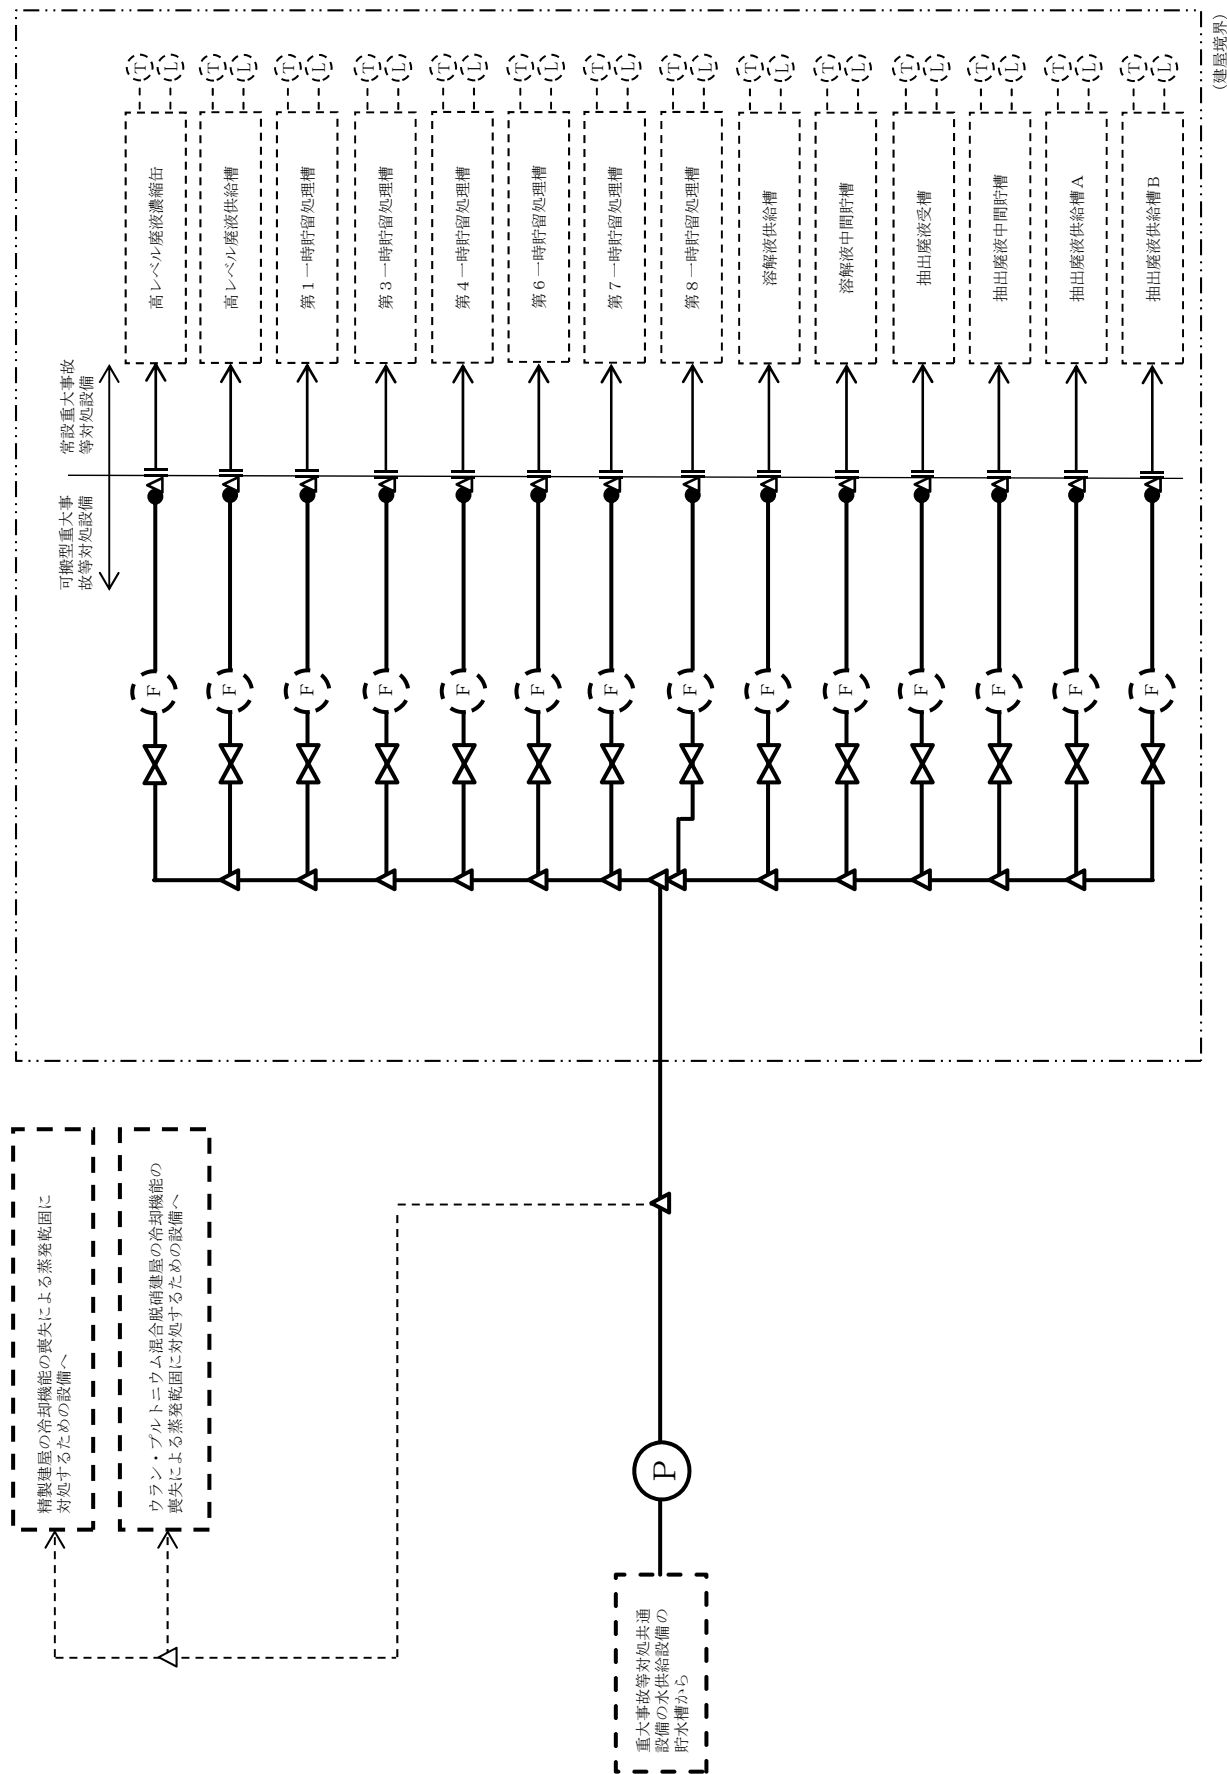 （建屋境界）
T L
T L
T L
T L
T L
T L
T L
T L
T L
T L
T L
T L
T L
T L
高レベル廃液濃縮缶
高レベル廃液供給槽
第１一時貯留処理槽
第３一時貯留処理槽
第４一時貯留処理槽
第６一時貯留処理槽
第７一時貯留処理槽
第８一時貯留処理槽
溶解液供給槽
溶解液中間貯槽
抽出廃液受槽
抽出廃液中間貯槽
抽出廃液供給槽Ａ
抽出廃液供給槽Ｂ
常設重大事故
等対処設備
可搬型重大事
故等対処設備
F
F
F
F
F
F
F
F
F
F
F
F
F
F
精製建屋の冷却機能の喪失による蒸発乾固に
対処するための設備へ
ウラン・プルトニウム混合脱硝建屋の冷却機能の
喪失による蒸発乾固に対処するための設備へ
P
重大事故等対処共通
設備の水供給設備の
貯水槽から